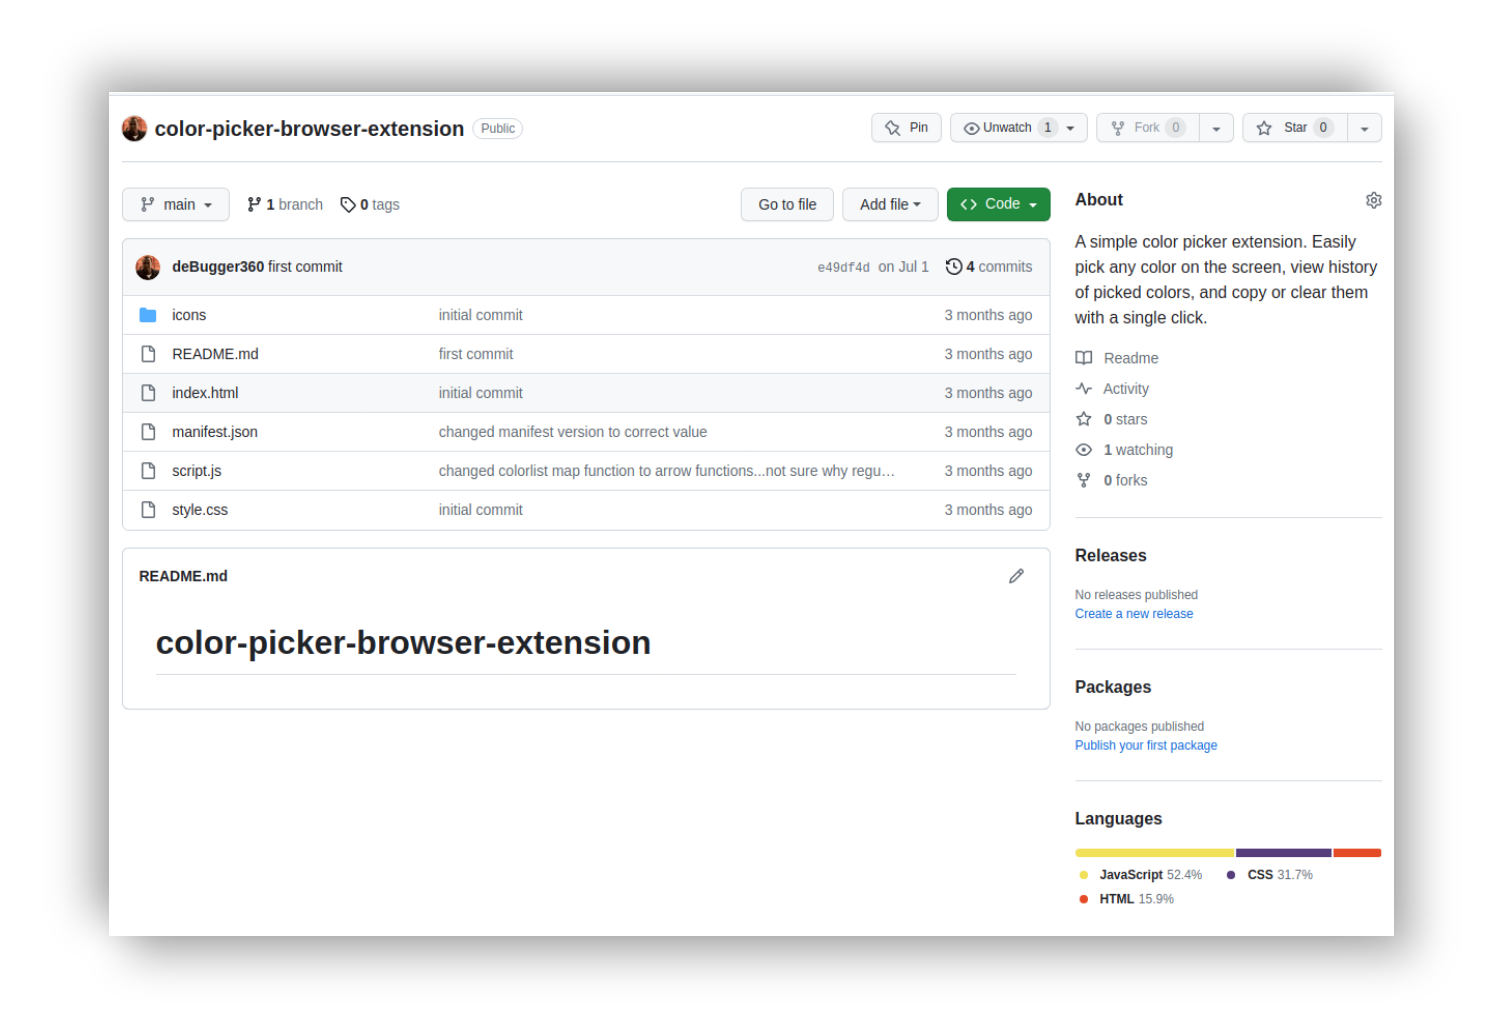 color-picker-browser-extension Public Pin Unwatch 1 Fork 0 Star 0
main 1 branch 0 tags Go to file Add file Code
deBugger360 first commit e49df4d on Jul 1 4 commits
icons initial commit 3 months ago
README.md first commit 3 months ago
index.html initial commit 3 months ago
manifest.json changed manifest version to correct value 3 months ago
script.js changed colorlist map function to arrow functions...not sure why regu… 3 months ago
style.css initial commit 3 months ago
README.md
color-picker-browser-extension
About
A simple color picker extension. Easily
pick any color on the screen, view history
of picked colors, and copy or clear them
with a single click.
Readme
Activity
0 stars
1 watching
0 forks
Releases
No releases published
Create a new release
Packages
No packages published
Publish your first package
Languages
JavaScript 52.4% CSS 31.7%
HTML 15.9%